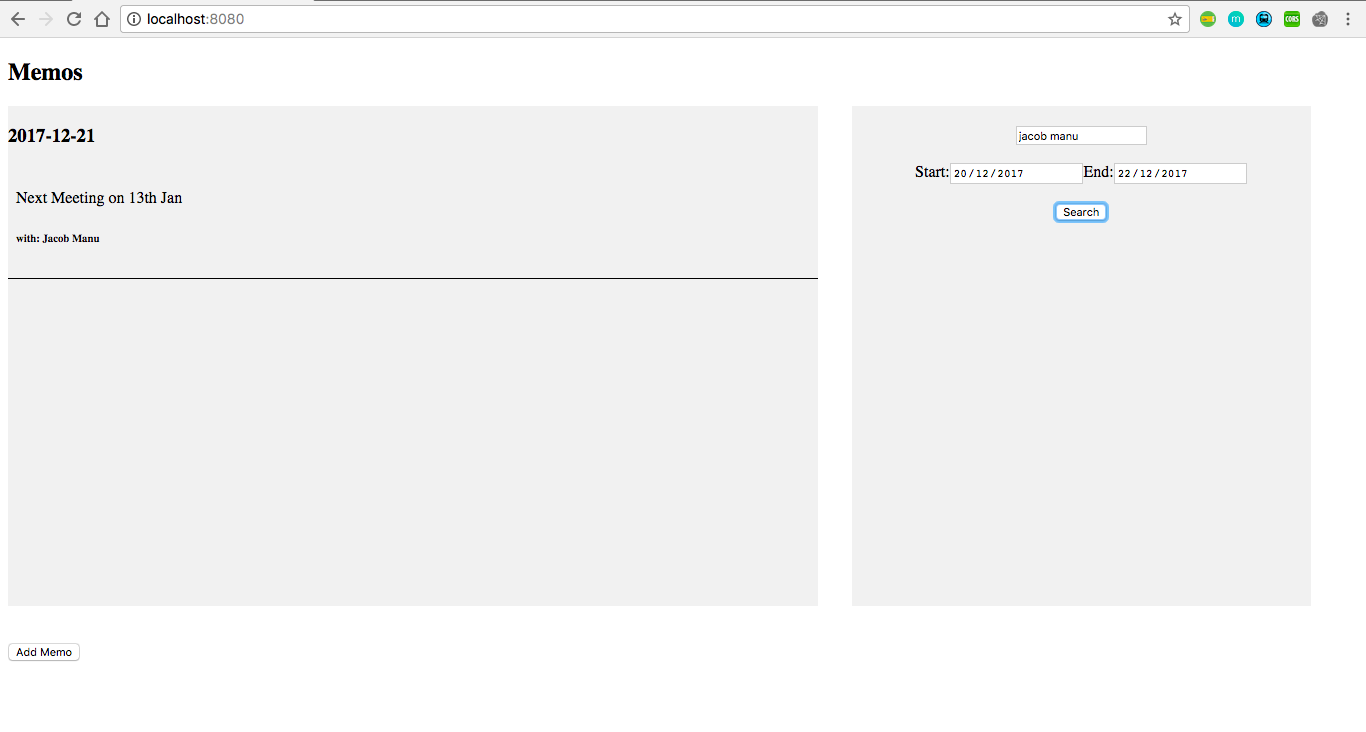 localhost:8080
m
CORS
Memos
2017-12-21
Next Meeting on 13th Jan
with: Jacob Manu
jacob manu
Start: 20/12/2017 End: 22/12/2017
Search
Add Memo